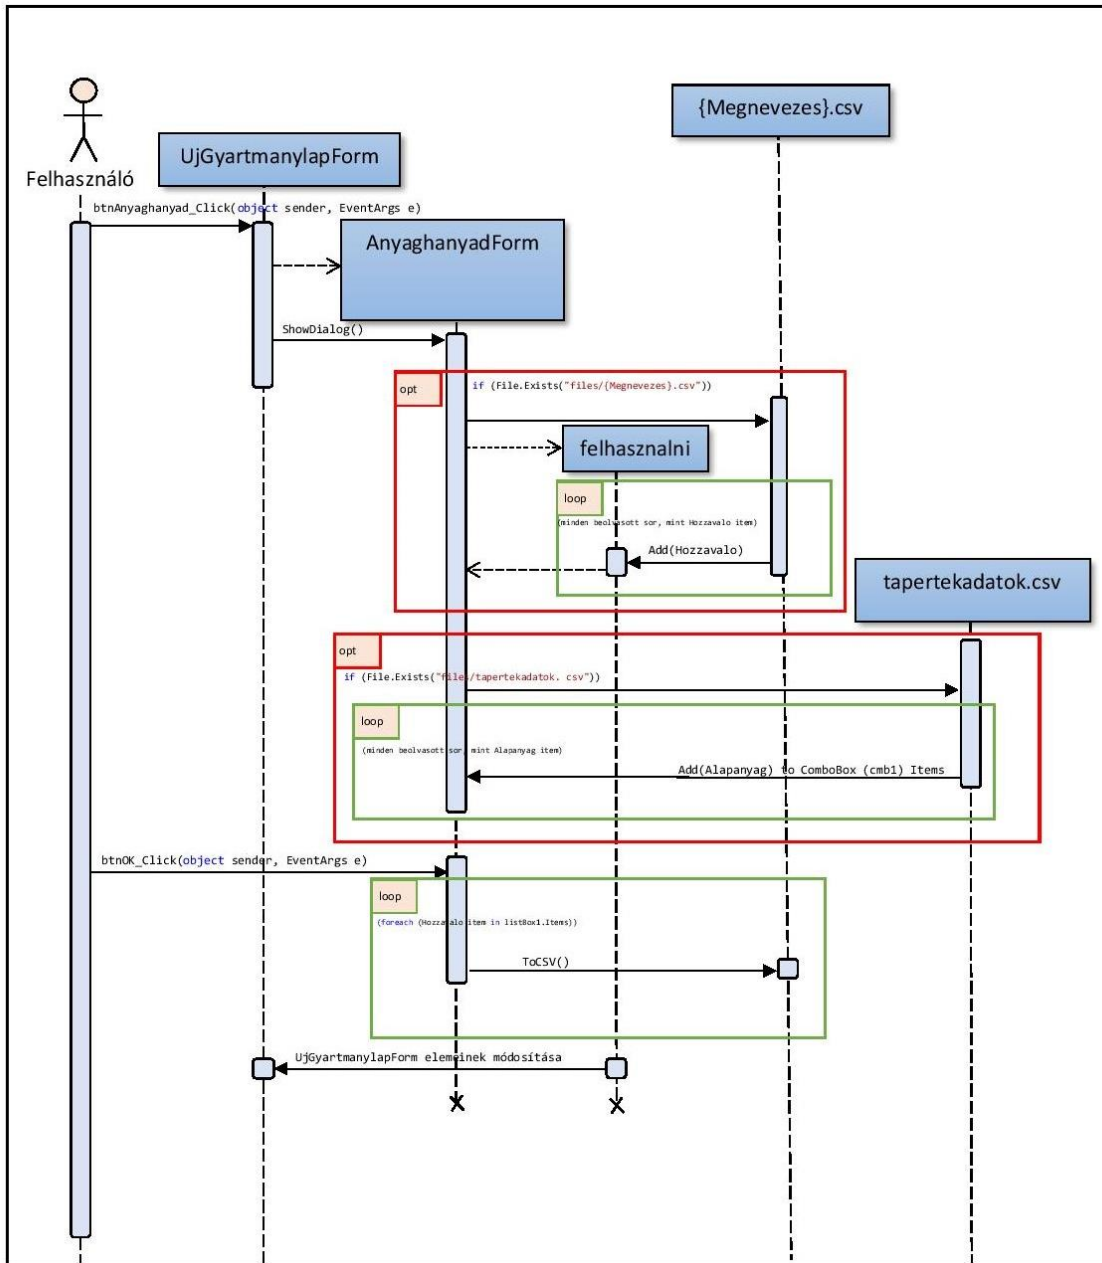 {Megnevezes}.csv
UjGyartmanylapForm
Felhasználó
btnAnyaghanyad_Click(object sender, EventArgs e)
AnyaghanyadForm
ShowDialog()
opt
if (File.Exists("files/{Megnevezes}.csv"))
felhasznalni
loop
(minden beolvasott sor, mint Hozzavalo item)
Add(Hozzavalo)
tapertekadatok.csv
opt
if (File.Exists("files/tapertekadatok. csv"))
loop
(minden beolvasott sor, mint Alapanyag item)
Add(Alapanyag) to ComboBox (cmb1) Items
btnOK_Click(object sender, EventArgs e)
loop
(foreach (Hozzavalo item in listBox1.Items))
ToCSV()
UjGyartmanylapForm elemeinek módosítása